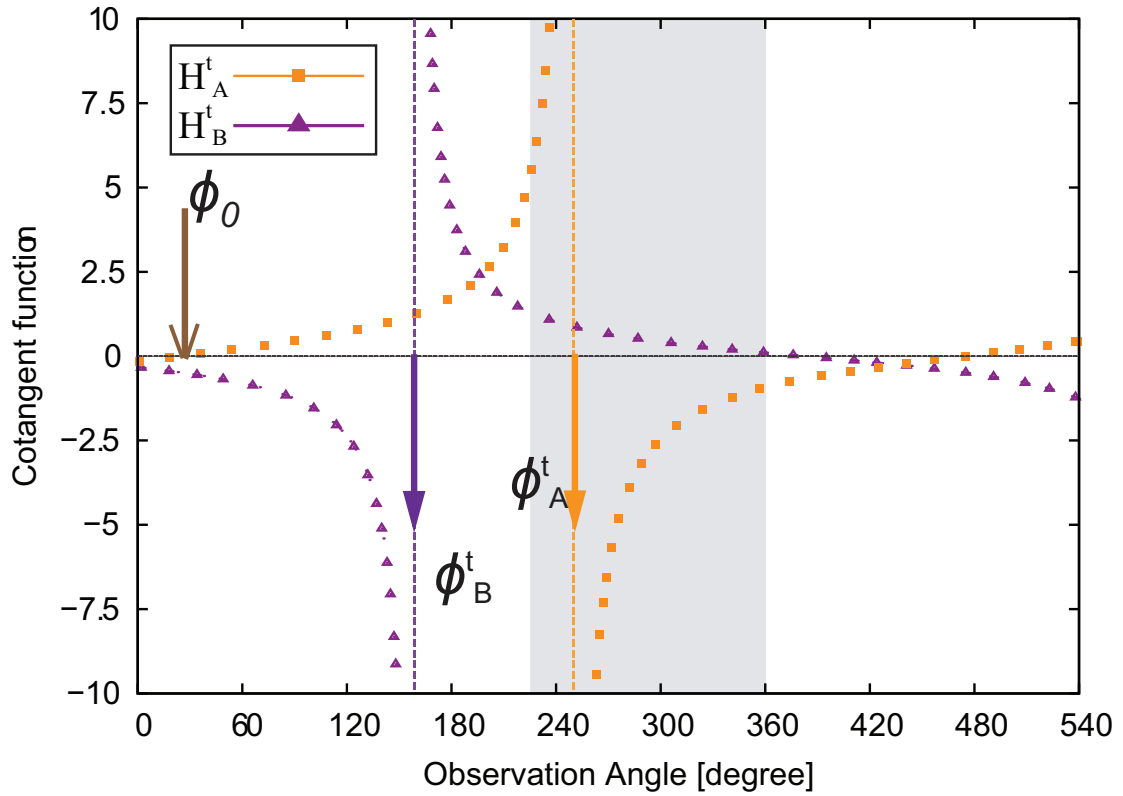 10
7.5
5
2.5
0
−2.5
−5
−7.5
−10
Cotangent function
H^t_A
H^t_B
ϕ_0
ϕ^t_A
ϕ^t_B
0 60 120 180 240 300 360 420 480 540
Observation Angle [degree]